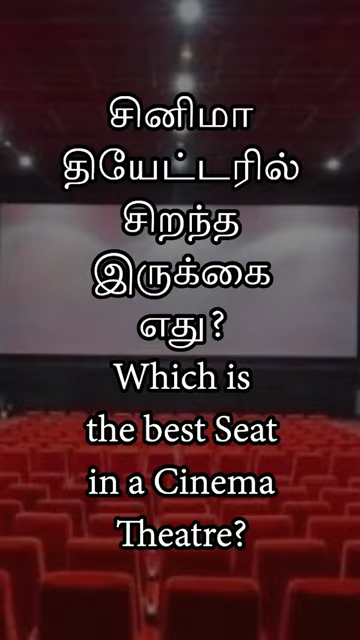 சினிமா
தியேட்டரில்
சிறந்த
இருக்கை
எது?
Which is
the best Seat
in a Cinema
Theatre?